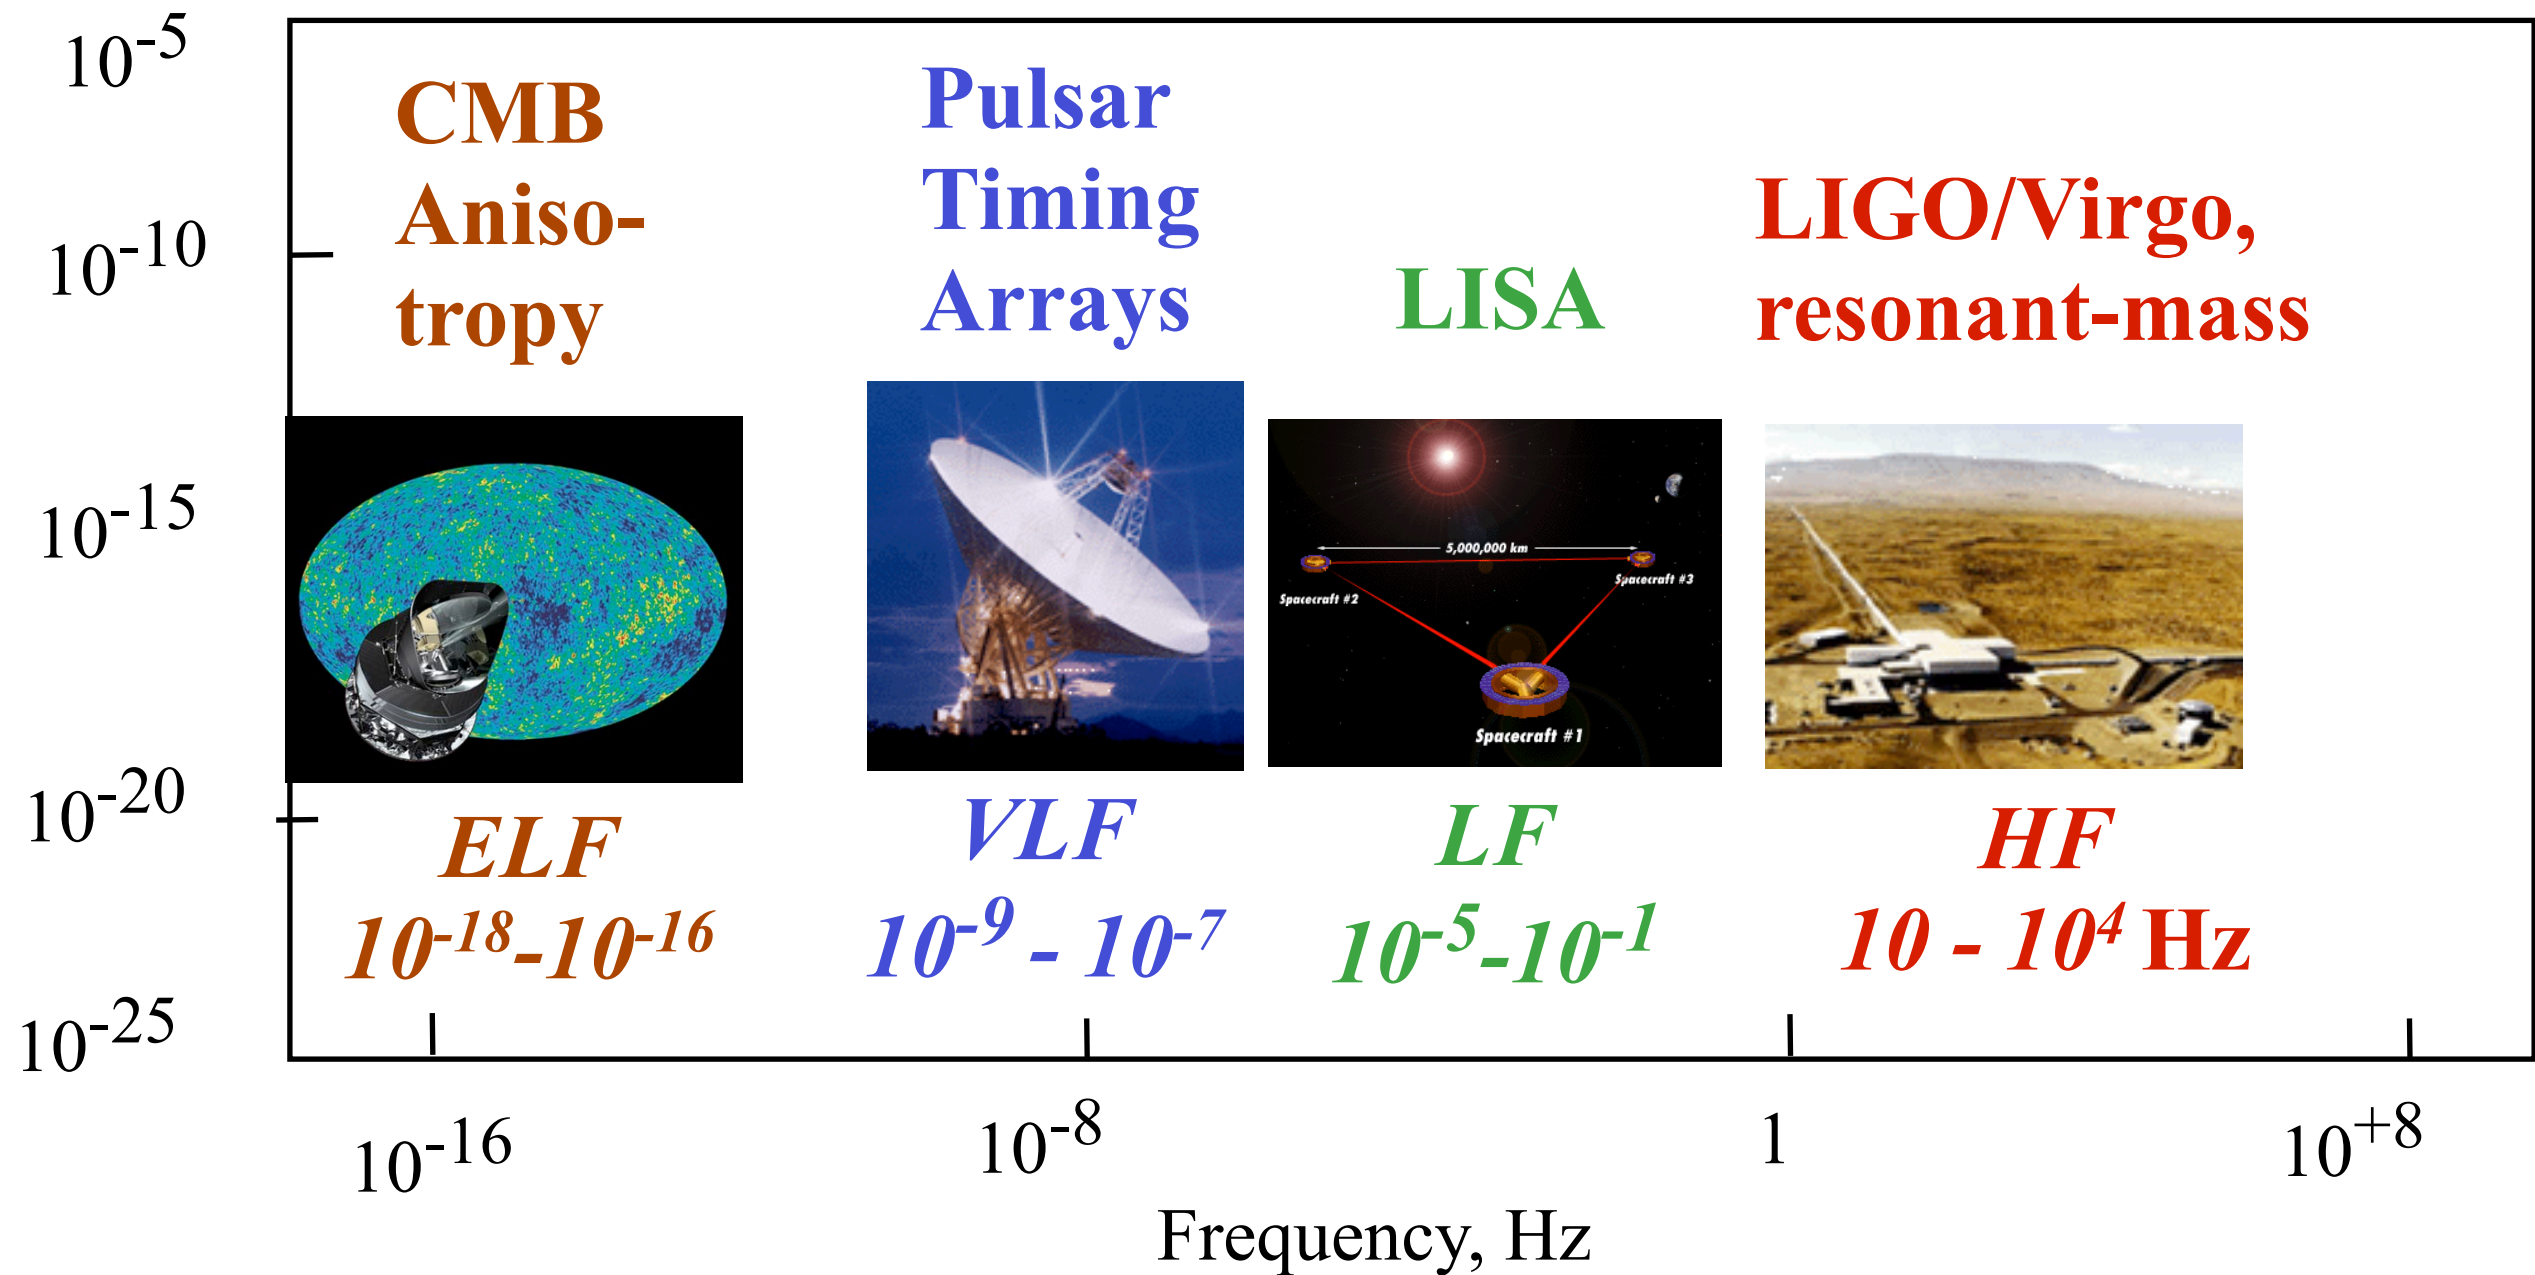 10⁻⁵
10⁻¹⁰
10⁻¹⁵
10⁻²⁰
10⁻²⁵
CMB
Aniso-
tropy
Pulsar
Timing
Arrays
LISA
LIGO/Virgo,
resonant-mass
5,000,000 km
Spacecraft #2
Spacecraft #3
Spacecraft #1
ELF
10⁻¹⁸-10⁻¹⁶
VLF
10⁻⁹ - 10⁻⁷
LF
10⁻⁵-10⁻¹
HF
10 - 10⁴ Hz
10⁻¹⁶
10⁻⁸
1
10⁺⁸
Frequency, Hz